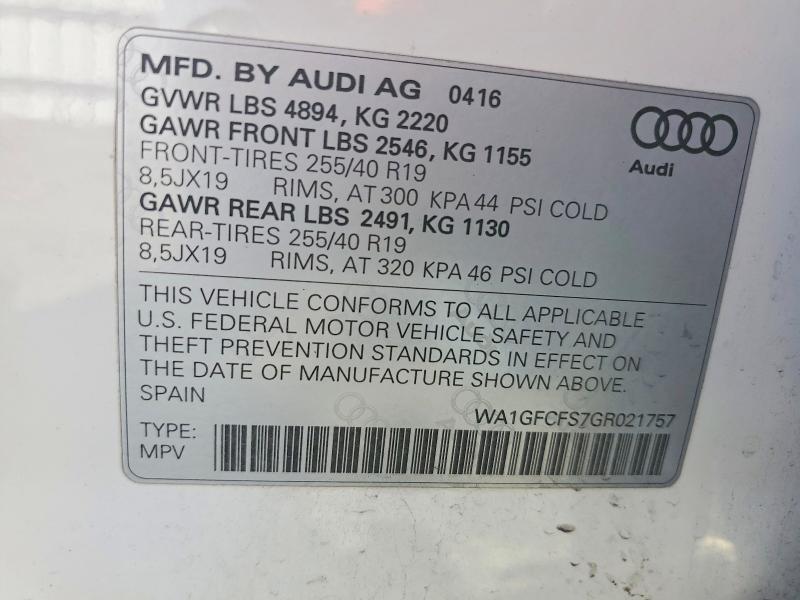 MFD. BY AUDI AG 0416
GVWR LBS 4894, KG 2220
GAWR FRONT LBS 2546, KG 1155
FRONT-TIRES 255/40 R19
8,5JX19 RIMS, AT 300 KPA 44 PSI COLD
GAWR REAR LBS 2491, KG 1130
REAR-TIRES 255/40 R19
8,5JX19 RIMS, AT 320 KPA 46 PSI COLD
Audi
THIS VEHICLE CONFORMS TO ALL APPLICABLE
U.S. FEDERAL MOTOR VEHICLE SAFETY AND
THEFT PREVENTION STANDARDS IN EFFECT ON
THE DATE OF MANUFACTURE SHOWN ABOVE.
SPAIN
WA1GFCFS7GR021757
TYPE:
MPV